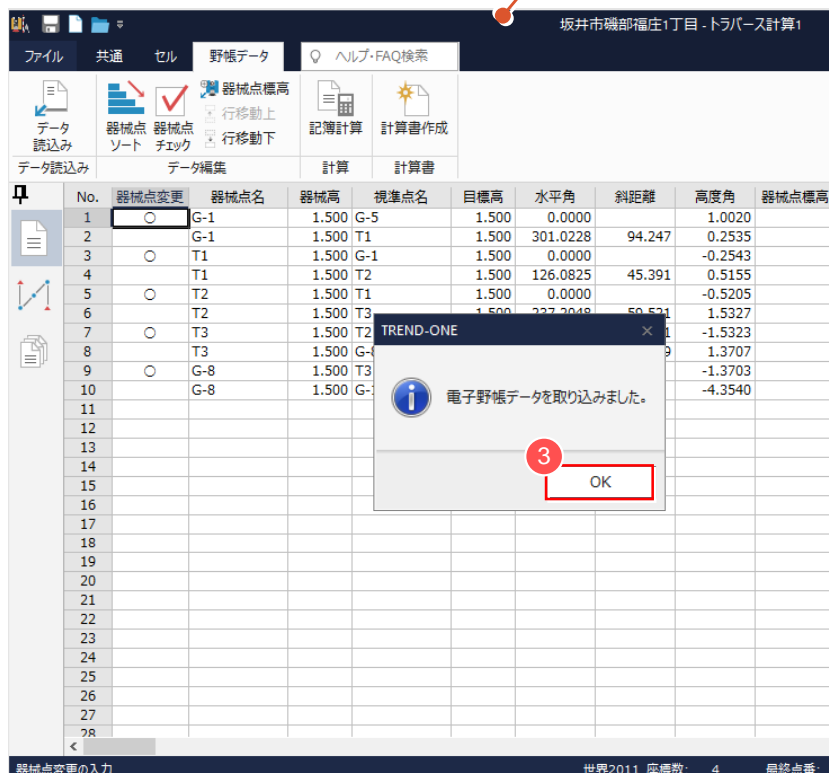 坂井市磯部福庄1丁目 - トラバース計算1
ファイル 共通 セル 野帳データ ヘルプ・FAQ検索
データ読込み 器械点ソート 器械点チェック 器械点標高 行移動上 行移動下 記簿計算 計算書作成
データ読込み データ編集 計算 計算書
No. 器械点変更 器械点名 器械高 視準点名 目標高 水平角 斜距離 高度角 器械点標高
1 ○ G-1 1.500 G-5 1.500 0.0000 1.0020
2 G-1 1.500 T1 1.500 301.0228 94.247 0.2535
3 ○ T1 1.500 G-1 1.500 0.0000 -0.2543
4 T1 1.500 T2 1.500 126.0825 45.391 0.5155
5 ○ T2 1.500 T1 1.500 0.0000 -0.5205
6 T2 1.500 T3 1.500 237.2048 59.521 1.5327
7 ○ T3 1.500 T2 -1.5323
8 T3 1.500 1.3707
9 ○ G-8 1.500 T3 -1.3703
10 G-8 1.500 -4.3540
11
12
13
14
15
16
17
18
19
20
21
22
23
24
25
26
27
28
TREND-ONE ×
電子野帳データを取り込みました。
3
OK
器械点変更の入力 世界2011 座標数: 4 最終点番: